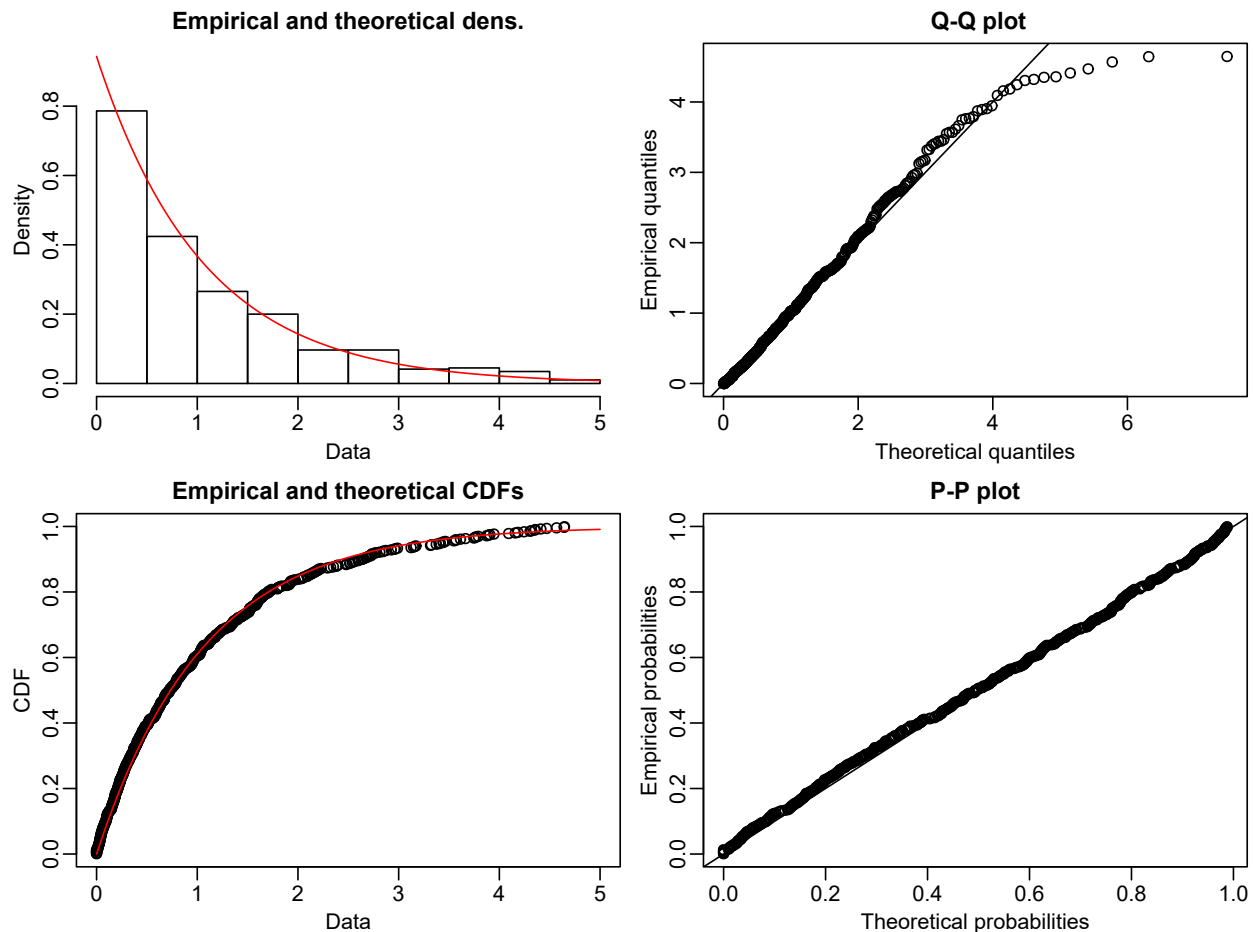 Empirical and theoretical dens.
Density
0.0 0.2 0.4 0.6 0.8
0 1 2 3 4 5
Data
Q-Q plot
Empirical quantiles
0 1 2 3 4
0 2 4 6
Theoretical quantiles
Empirical and theoretical CDFs
CDF
0.0 0.2 0.4 0.6 0.8 1.0
0 1 2 3 4 5
Data
P-P plot
Empirical probabilities
0.0 0.2 0.4 0.6 0.8 1.0
0.0 0.2 0.4 0.6 0.8 1.0
Theoretical probabilities